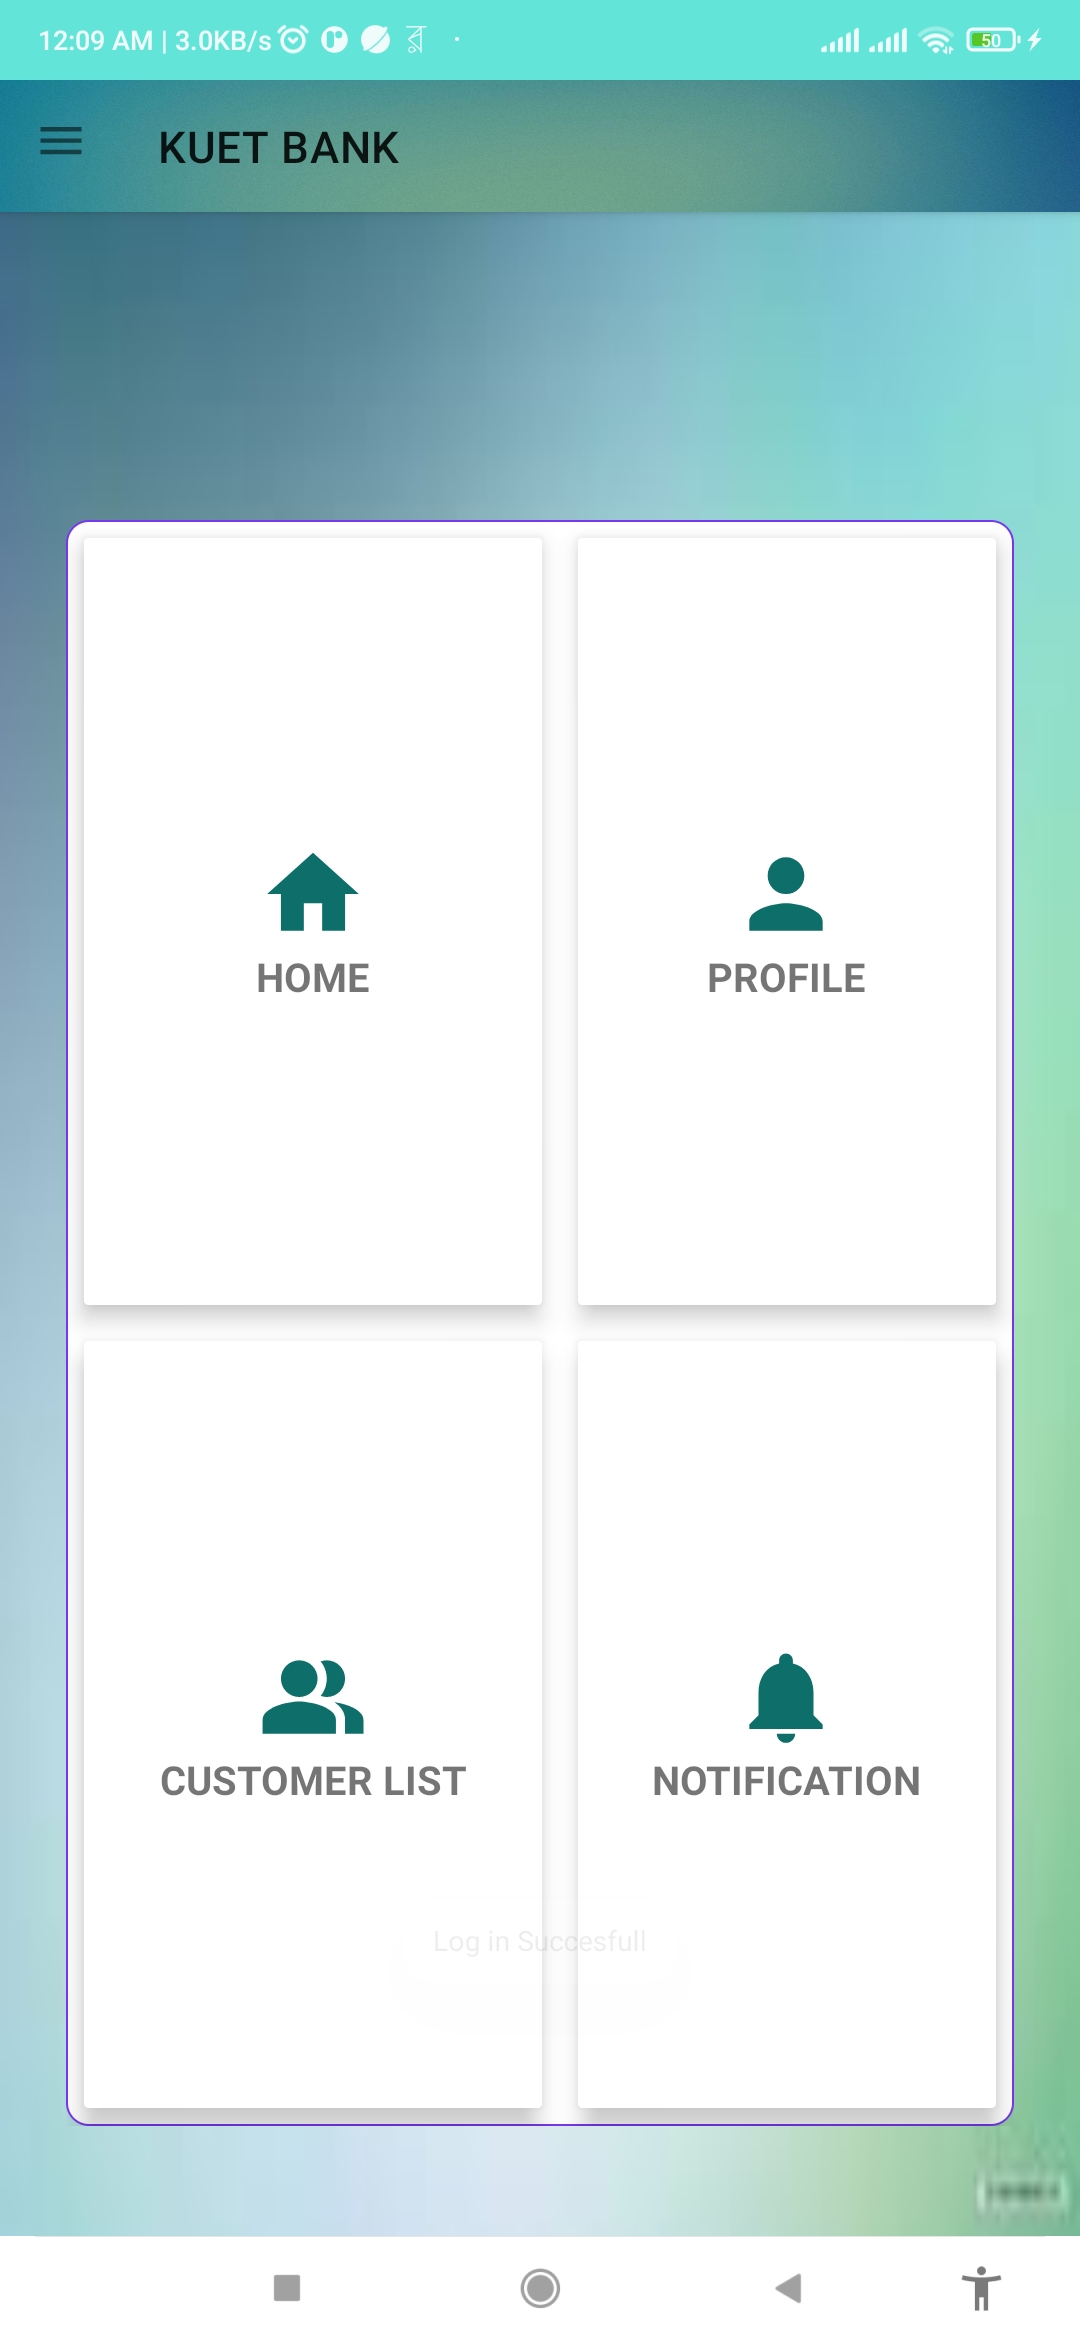 12:09 AM | 3.0KB/s
50
KUET BANK
HOME
PROFILE
CUSTOMER LIST
NOTIFICATION
Log in Succesfull